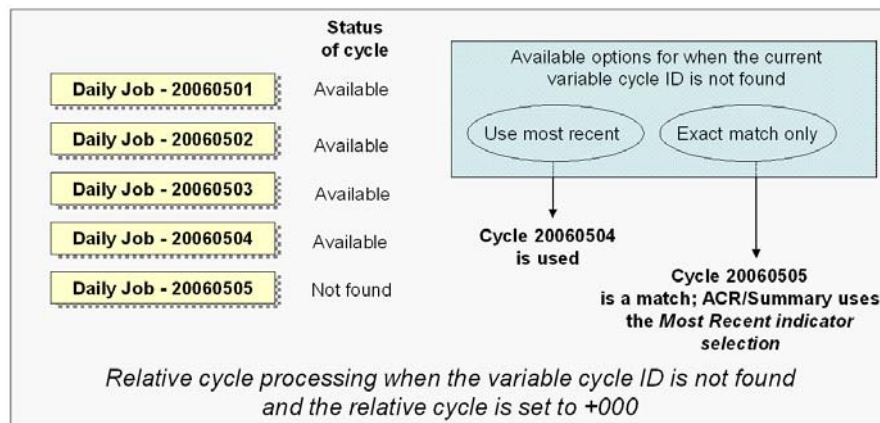 Status
of cycle
Daily Job - 20060501
Available
Daily Job - 20060502
Available
Daily Job - 20060503
Available
Daily Job - 20060504
Available
Daily Job - 20060505
Not found
Available options for when the current
variable cycle ID is not found
Use most recent
Exact match only
Cycle 20060504
is used
Cycle 20060505
is a match; ACR/Summary uses
the Most Recent indicator
selection
Relative cycle processing when the variable cycle ID is not found
and the relative cycle is set to +000